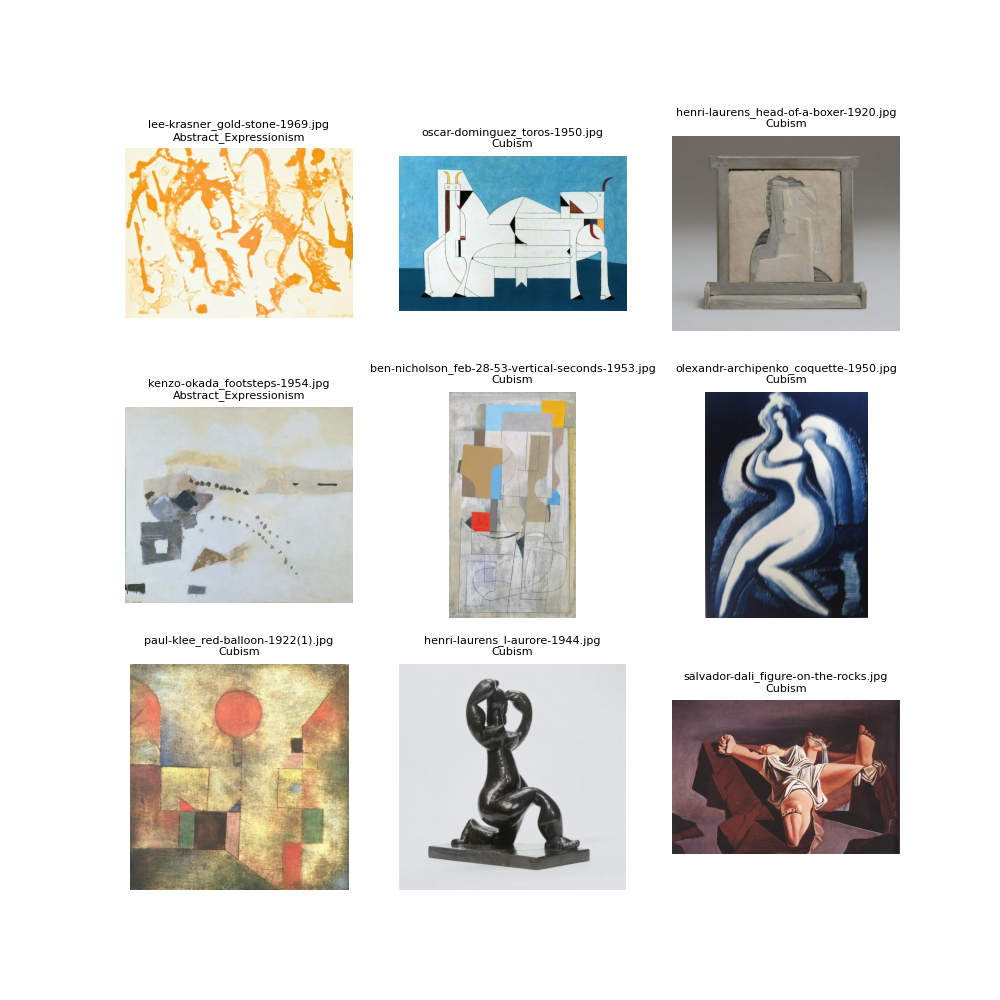 lee-krasner_gold-stone-1969.jpg
Abstract_Expressionism
oscar-dominguez_toros-1950.jpg
Cubism
henri-laurens_head-of-a-boxer-1920.jpg
Cubism
kenzo-okada_footsteps-1954.jpg
Abstract_Expressionism
ben-nicholson_feb-28-53-vertical-seconds-1953.jpg
Cubism
olexandr-archipenko_coquette-1950.jpg
Cubism
paul-klee_red-balloon-1922(1).jpg
Cubism
henri-laurens_l-aurore-1944.jpg
Cubism
salvador-dali_figure-on-the-rocks.jpg
Cubism